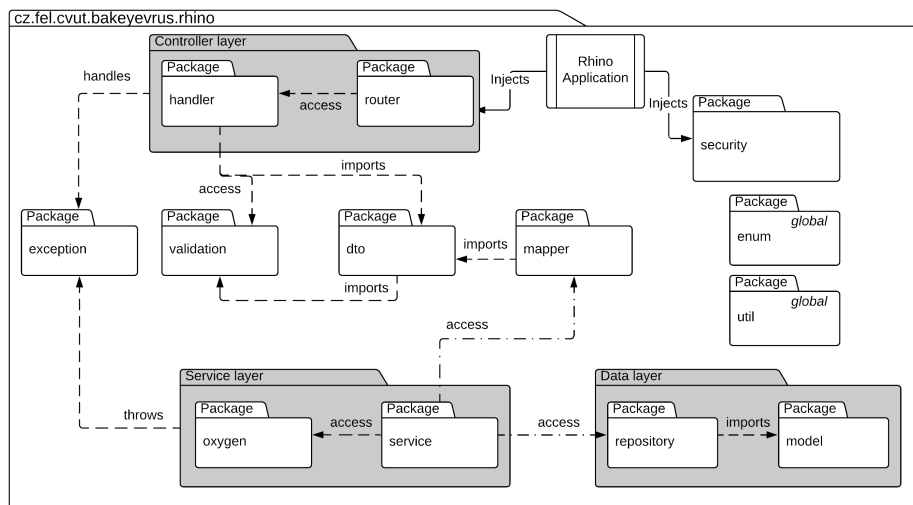 cz.fel.cvut.bakeyevrus.rhino
Controller layer
Package
handler
access
Package
router
handles
Injects
Rhino
Application
Injects
Package
security
imports
access
Package
exception
Package
validation
Package
dto
imports
Package
mapper
imports
Package
global
enum
Package
global
util
access
throws
Service layer
Package
oxygen
access
Package
service
access
Data layer
Package
repository
imports
Package
model